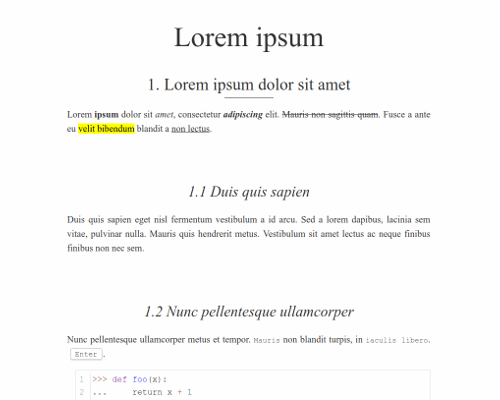 Lorem ipsum
1. Lorem ipsum dolor sit amet
Lorem ipsum dolor sit amet, consectetur adipiscing elit. Mauris non sagittis quam. Fusce a ante
eu velit bibendum blandit a non lectus.
1.1 Duis quis sapien
Duis quis sapien eget nisl fermentum vestibulum a id arcu. Sed a lorem dapibus, lacinia sem
vitae, pulvinar nulla. Mauris quis hendrerit metus. Vestibulum sit amet lectus ac neque finibus
finibus non nec sem.
1.2 Nunc pellentesque ullamcorper
Nunc pellentesque ullamcorper metus et tempor. Mauris non blandit turpis, in iaculis libero.
Enter.
1 >>> def foo(x):
2 ... return x + 1